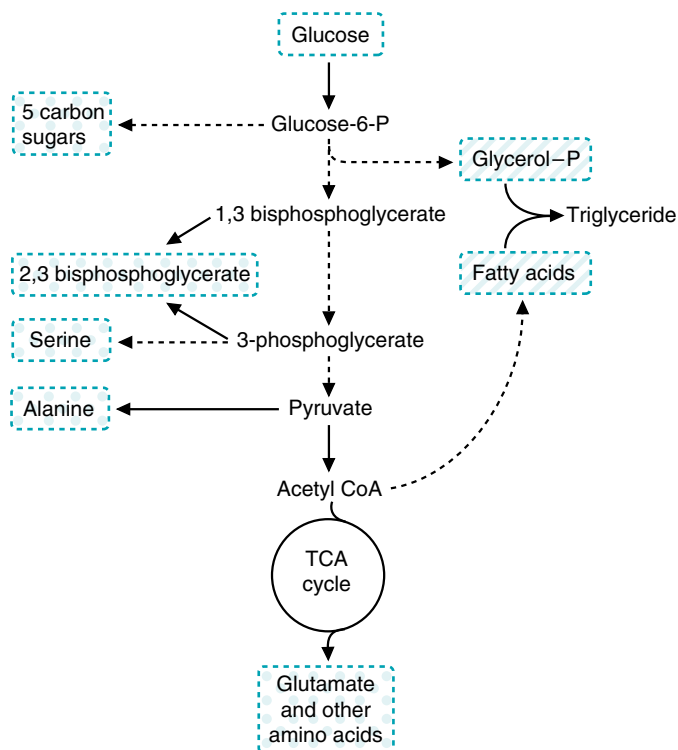 Glucose
5 carbon
sugars
Glucose-6-P
Glycerol–P
1,3 bisphosphoglycerate
Triglyceride
2,3 bisphosphoglycerate
Fatty acids
Serine
3-phosphoglycerate
Alanine
Pyruvate
Acetyl CoA
TCA
cycle
Glutamate
and other
amino acids